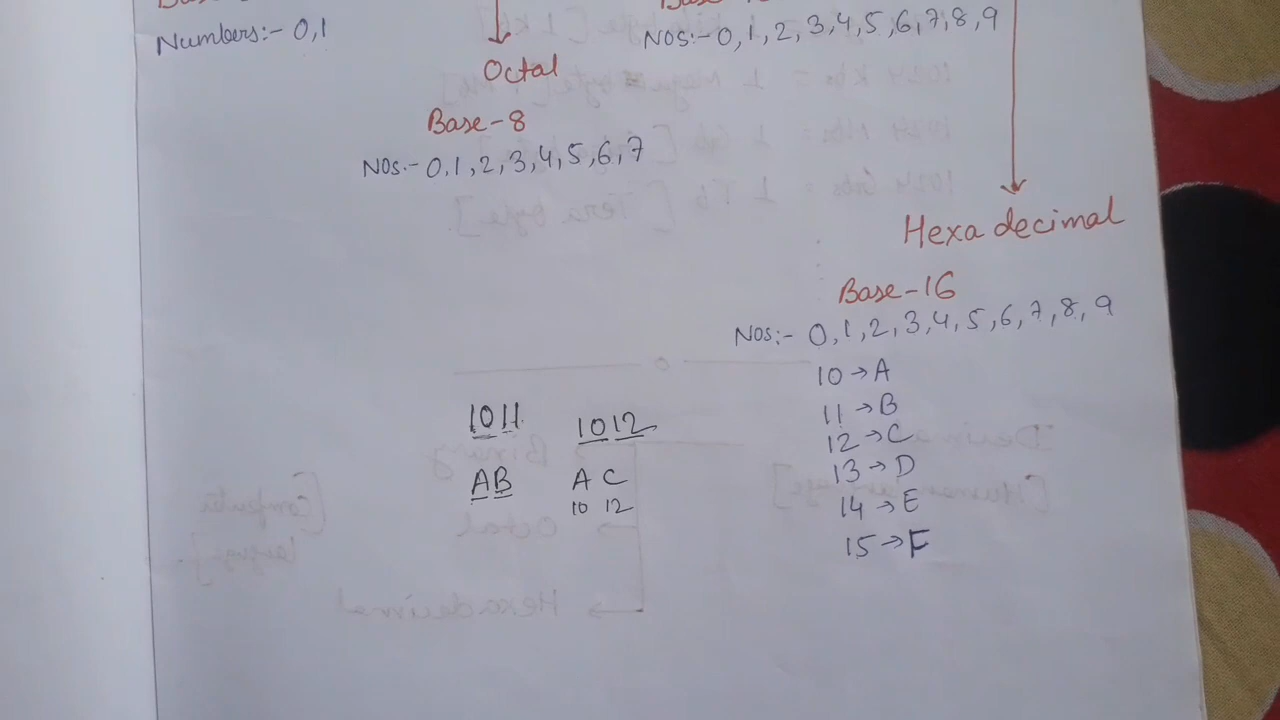 Numbers:- 0,1
NOS:- 0, 1, 2, 3, 4, 5, 6, 7, 8, 9
Octal
Base-8
NOS:- 0, 1, 2, 3, 4, 5, 6, 7
Hexa decimal
Base-16
NOS:- 0, 1, 2, 3, 4, 5, 6, 7, 8, 9
10 → A
11 → B
12 → C
13 → D
14 → E
15 → F
1011 1012
AB A C
10 12